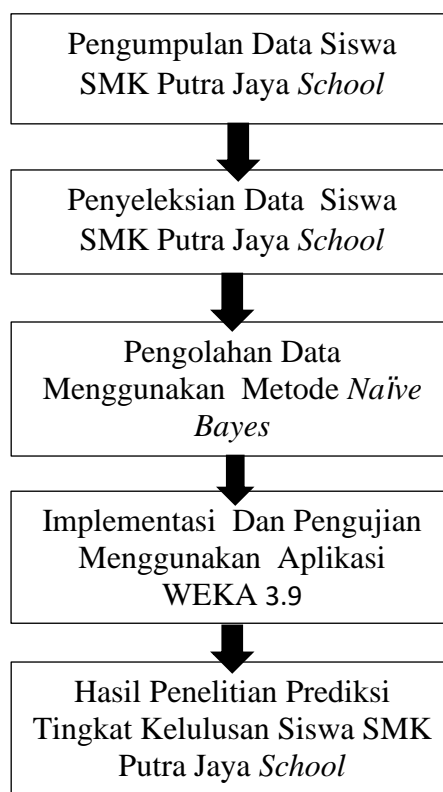 Pengumpulan Data Siswa
SMK Putra Jaya School
Penyeleksian Data Siswa
SMK Putra Jaya School
Pengolahan Data
Menggunakan Metode Naïve
Bayes
Implementasi Dan Pengujian
Menggunakan Aplikasi
WEKA 3.9
Hasil Penelitian Prediksi
Tingkat Kelulusan Siswa SMK
Putra Jaya School